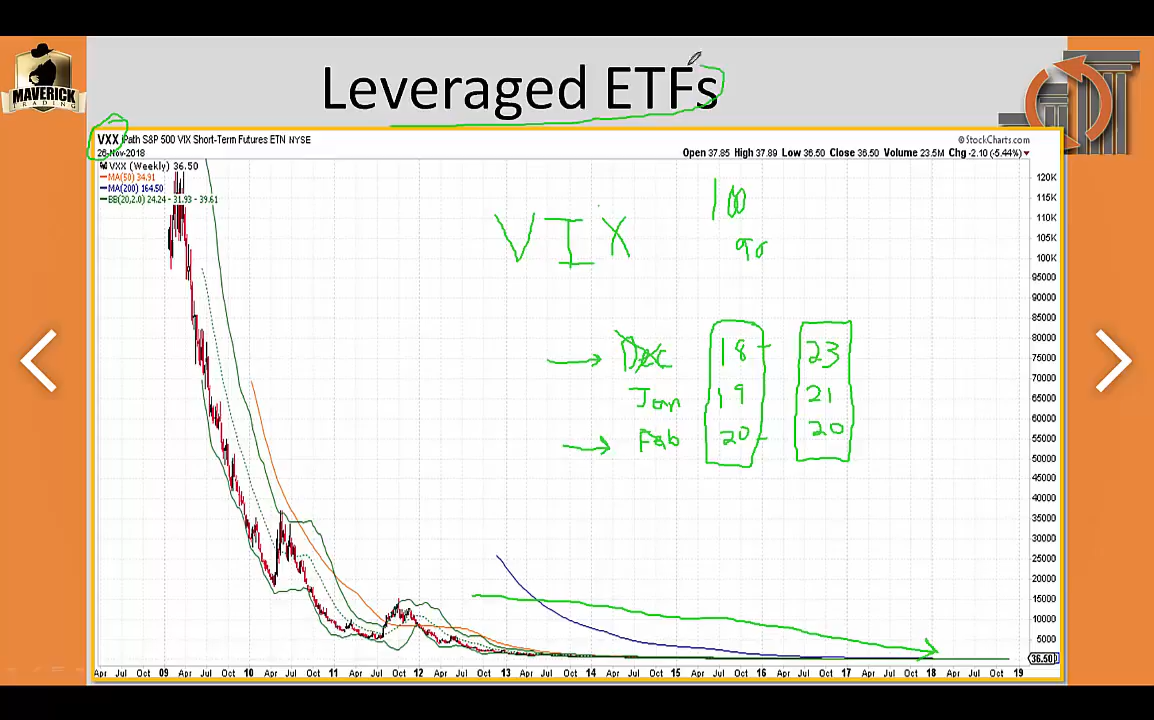 Leveraged ETFs
MAVERICK
TRADING
VXX iPath S&P 500 VIX Short-Term Futures ETN NYSE
© StockCharts.com
26-Nov-2018
Open 37.85 High 37.89 Low 36.50 Close 36.50 Volume 23.5M Chg -2.10 (-5.44%)
VXX (Weekly) 36.50
MA(50) 34.91
MA(200) 164.50
BB(20,2.0) 24.24 - 31.93 - 39.61
VIX
100
90
Dec 18 23
Jan 19 21
Feb 20 20
120K
115K
110K
105K
100K
95000
90000
85000
80000
75000
70000
65000
60000
55000
50000
45000
40000
35000
30000
25000
20000
15000
10000
5000
36.50
Apr Jul Oct 09 Apr Jul Oct 10 Apr Jul Oct 11 Apr Jul Oct 12 Apr Jul Oct 13 Apr Jul Oct 14 Apr Jul Oct 15 Apr Jul Oct 16 Apr Jul Oct 17 Apr Jul Oct 18 Apr Jul Oct 19